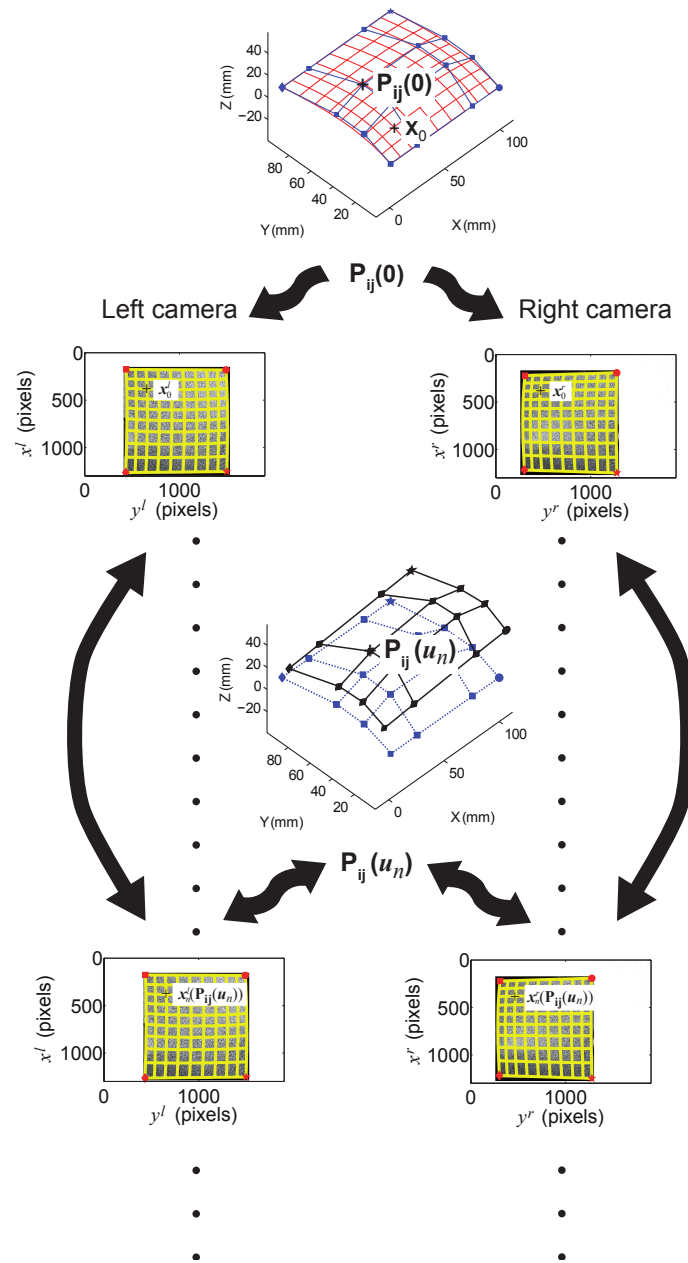 40
20
0
−20
Z (mm)
P_ij(0)
X_0
80
60
40
20
Y (mm)
0
50
100
X (mm)
P_ij(0)
Left camera
Right camera
0
500
1000
x^l (pixels)
x_0^l
0
1000
y^l (pixels)
0
500
1000
x^r (pixels)
x_0^r
0
1000
y^r (pixels)
40
20
0
−20
Z (mm)
P_ij (u_n)
80
60
40
20
Y (mm)
0
50
100
X (mm)
P_ij (u_n)
0
500
1000
x^l (pixels)
x_n^l(P_ij(u_n))
0
1000
y^l (pixels)
0
500
1000
x^r (pixels)
x_n^r(P_ij(u_n))
0
1000
y^r (pixels)